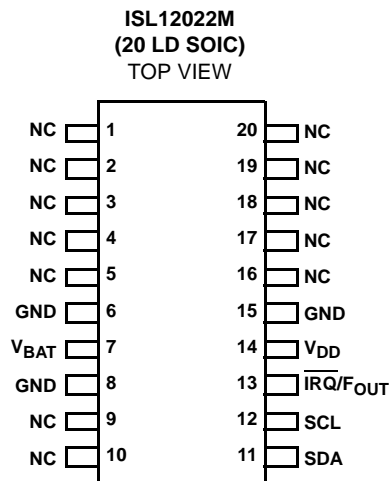 ISL12022M
(20 LD SOIC)
TOP VIEW
NC 1 20 NC
NC 2 19 NC
NC 3 18 NC
NC 4 17 NC
NC 5 16 NC
GND 6 15 GND
VBAT 7 14 VDD
GND 8 13 IRQ/FOUT
NC 9 12 SCL
NC 10 11 SDA